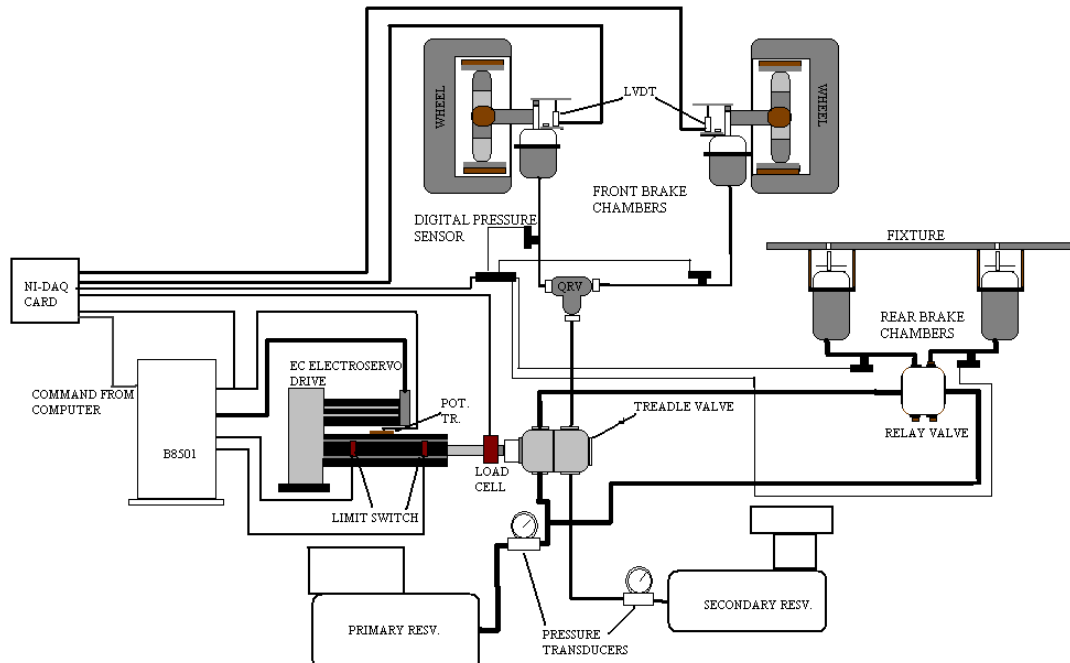 WHEEL
LVDT
WHEEL
FRONT BRAKE
CHAMBERS
DIGITAL PRESSURE
SENSOR
FIXTURE
NI-DAQ
CARD
QRV
REAR BRAKE
CHAMBERS
EC ELECTROSERVO
DRIVE
COMMAND FROM
COMPUTER
POT.
TR.
TREADLE VALVE
RELAY VALVE
B8501
LOAD
CELL
LIMIT SWITCH
PRIMARY RESV.
PRESSURE
TRANSDUCERS
SECONDARY RESV.